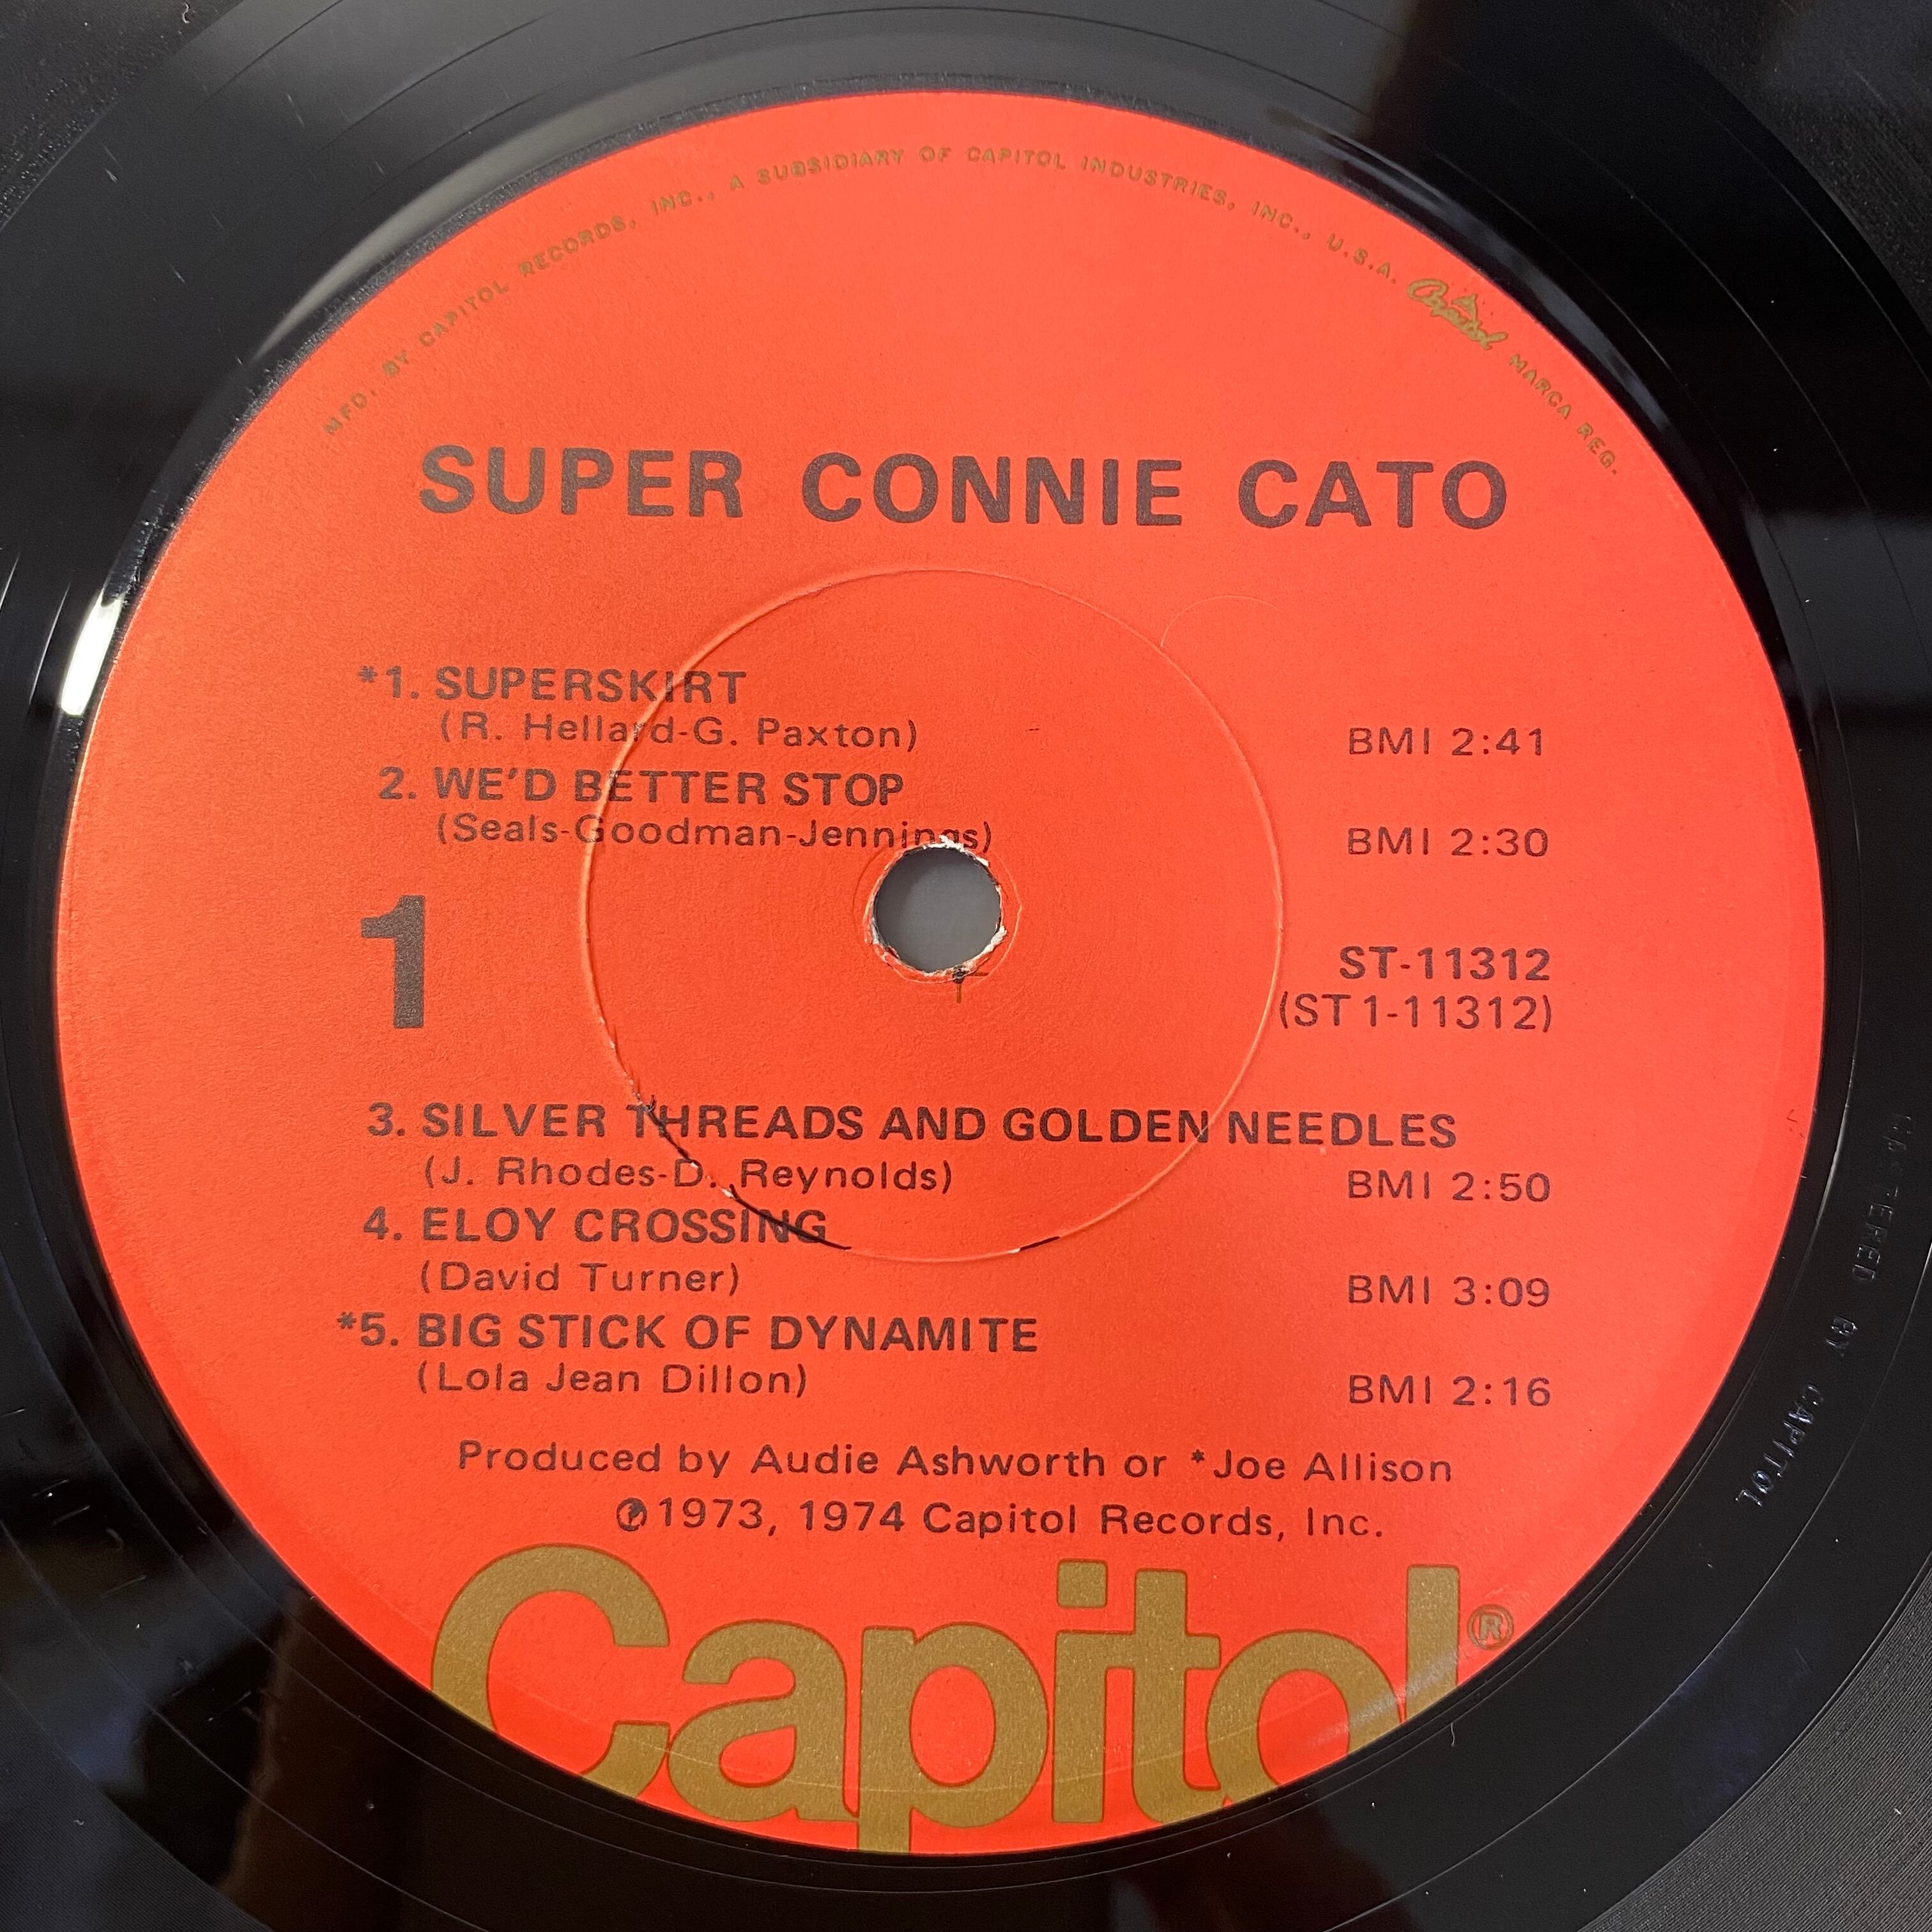 MFD. BY CAPITOL RECORDS, INC., A SUBSIDIARY OF CAPITOL INDUSTRIES, INC., U.S.A. Capitol MARCA REG.
SUPER CONNIE CATO
*1. SUPERSKIRT
(R. Hellard-G. Paxton) BMI 2:41
2. WE'D BETTER STOP
(Seals-Goodman-Jennings) BMI 2:30
1
ST-11312
(ST1-11312)
3. SILVER THREADS AND GOLDEN NEEDLES
(J. Rhodes-D. Reynolds) BMI 2:50
4. ELOY CROSSING
(David Turner) BMI 3:09
*5. BIG STICK OF DYNAMITE
(Lola Jean Dillon) BMI 2:16
Produced by Audie Ashworth or *Joe Allison
℗1973, 1974 Capitol Records, Inc.
Capitol®
MASTERED BY CAPITOL